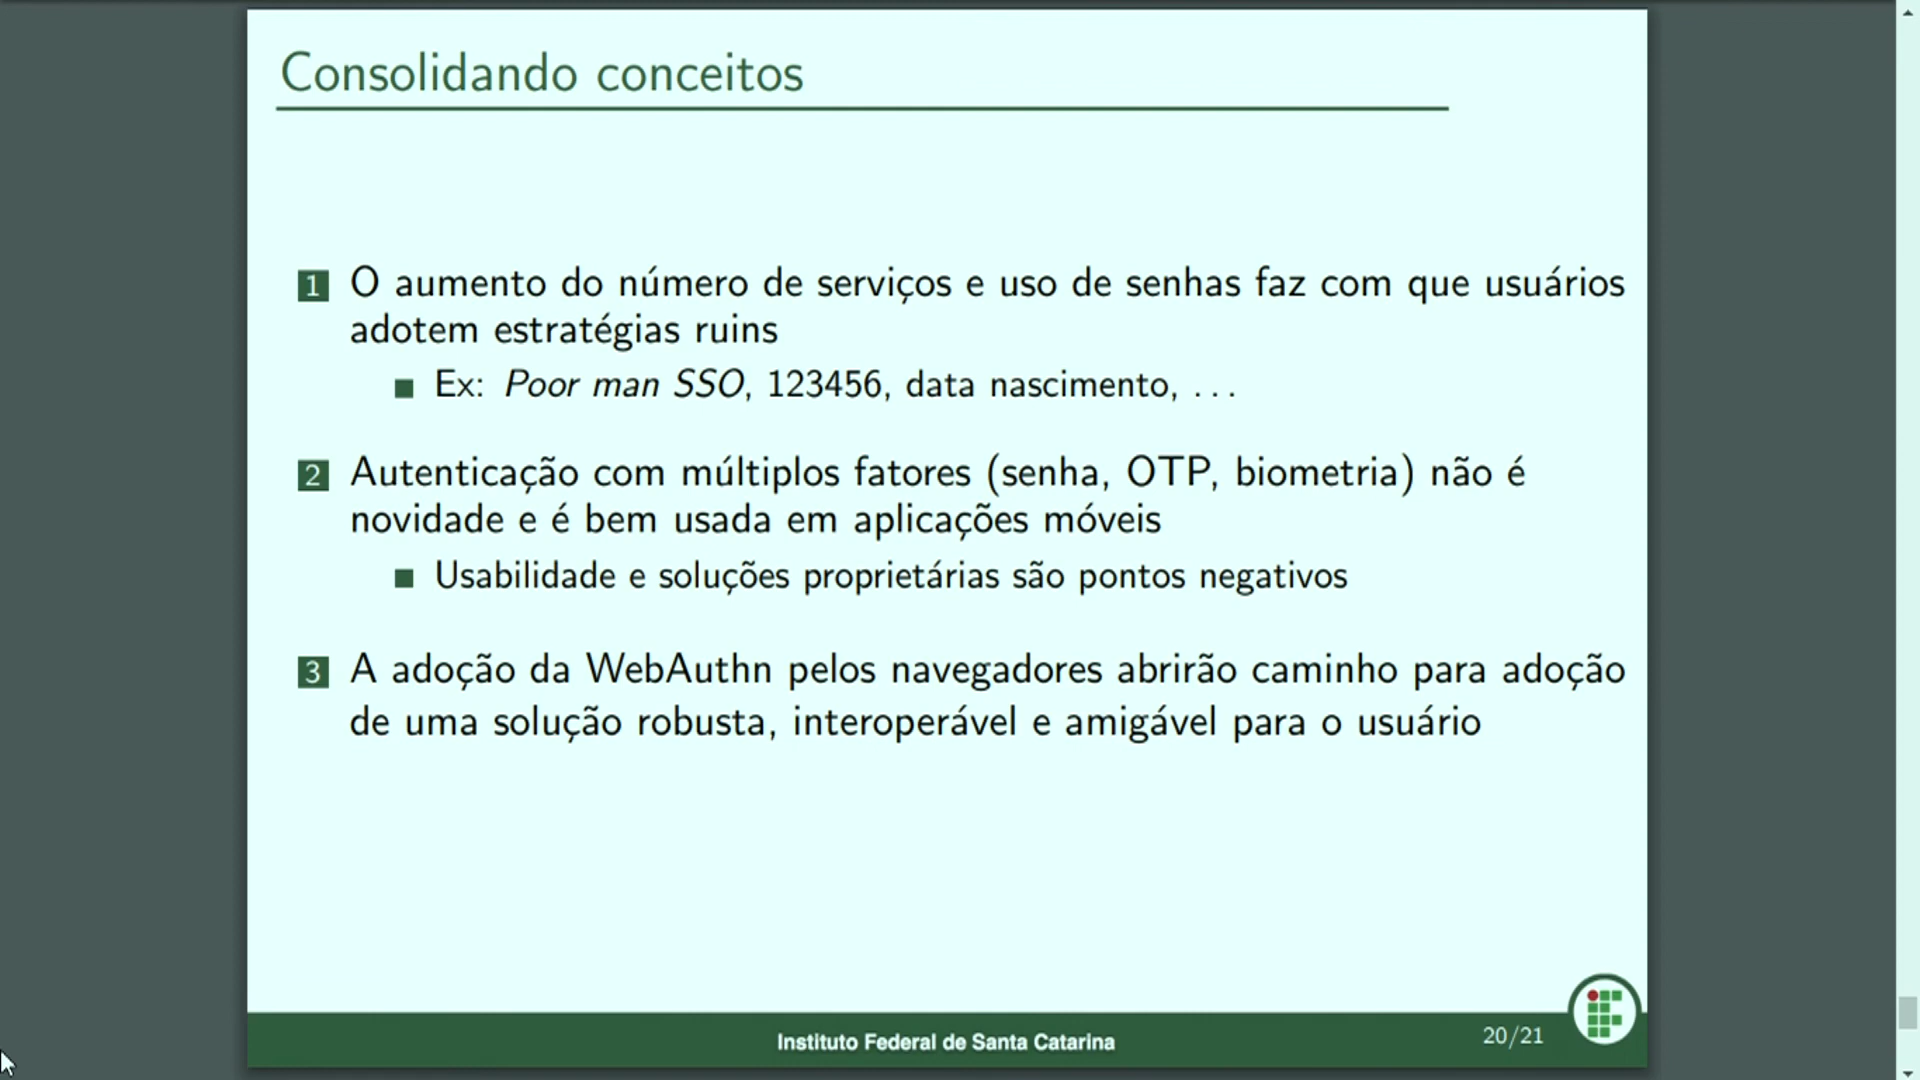 Consolidando conceitos
1 O aumento do número de serviços e uso de senhas faz com que usuários
adotem estratégias ruins
Ex: Poor man SSO, 123456, data nascimento, ...
2 Autenticação com múltiplos fatores (senha, OTP, biometria) não é
novidade e é bem usada em aplicações móveis
Usabilidade e soluções proprietárias são pontos negativos
3 A adoção da WebAuthn pelos navegadores abrirão caminho para adoção
de uma solução robusta, interoperável e amigável para o usuário
Instituto Federal de Santa Catarina
20/21